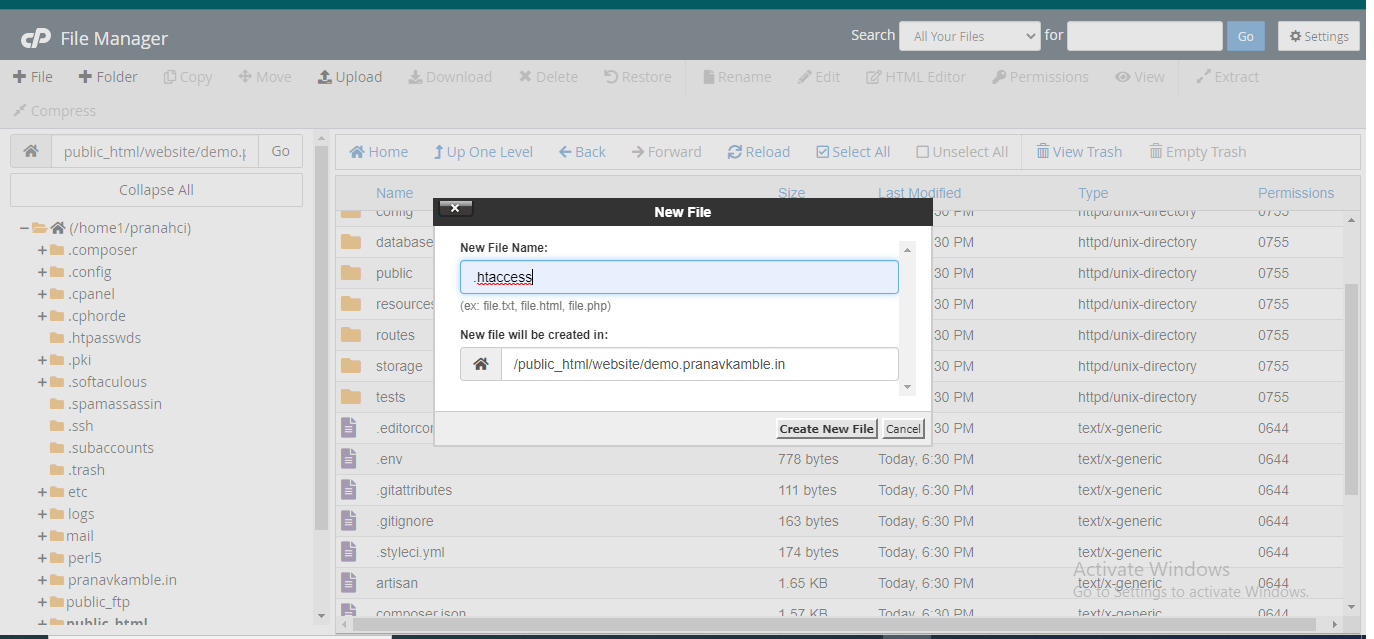 cP File Manager
Search All Your Files for Go Settings
File Folder Copy Move Upload Download Delete Restore Rename Edit HTML Editor Permissions View Extract
Compress
public_html/website/demo.p Go
Collapse All
(/home1/pranahci)
.composer
.config
.cpanel
.cphorde
.htpasswds
.pki
.softaculous
.spamassassin
.ssh
.subaccounts
.trash
etc
logs
mail
perl5
pranavkamble.in
public_ftp
public_html
Home Up One Level Back Forward Reload Select All Unselect All View Trash Empty Trash
Name Size Last Modified Type Permissions
config 30 PM httpd/unix-directory 0755
database 30 PM httpd/unix-directory 0755
public 30 PM httpd/unix-directory 0755
resources 30 PM httpd/unix-directory 0755
routes 30 PM httpd/unix-directory 0755
storage 30 PM httpd/unix-directory 0755
tests 30 PM httpd/unix-directory 0755
.editorcon 30 PM text/x-generic 0644
.env 778 bytes Today, 6:30 PM text/x-generic 0644
.gitattributes 111 bytes Today, 6:30 PM text/x-generic 0644
.gitignore 163 bytes Today, 6:30 PM text/x-generic 0644
.styleci.yml 174 bytes Today, 6:30 PM text/x-generic 0644
artisan 1.65 KB Today, 6:30 PM text/x-generic 0644
composer.json 1.57 KB Today, 6:30 PM text/x-generic 0644
New File
New File Name:
.htaccess
(ex: file.txt, file.html, file.php)
New file will be created in:
/public_html/website/demo.pranavkamble.in
Create New File Cancel
Activate Windows
Go to Settings to activate Windows.